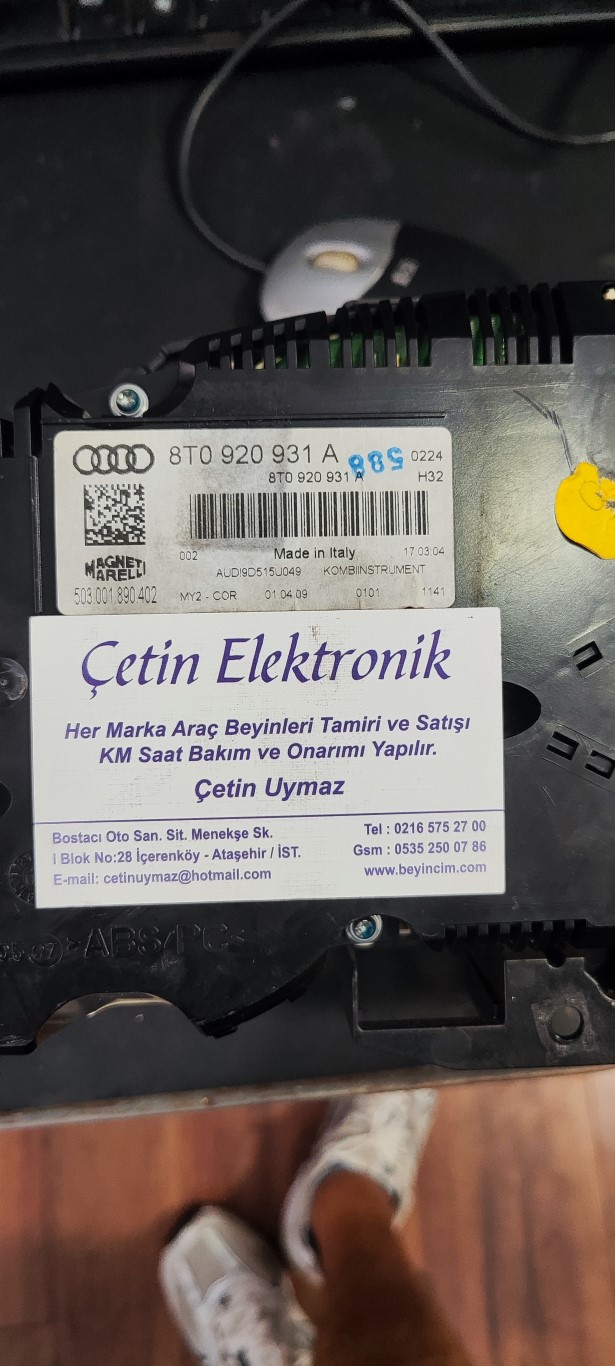 8T0 920 931 A
588
0224
8T0 920 931 A
H32
002
Made in Italy
17.03.04
MAGNETI
MARELLI
AUDI9D515U049 KOMBIINSTRUMENT
503.001.890.402
MY2 - COR 01.04.09 0101 1141
Çetin Elektronik
Her Marka Araç Beyinleri Tamiri ve Satışı
KM Saat Bakım ve Onarımı Yapılır.
Çetin Uymaz
Bostacı Oto San. Sit. Menekşe Sk.
I Blok No:28 İçerenköy - Ataşehir / İST.
E-mail: cetinuymaz@hotmail.com
Tel : 0216 575 27 00
Gsm : 0535 250 07 86
www.beyincim.com
>ABS/PC<